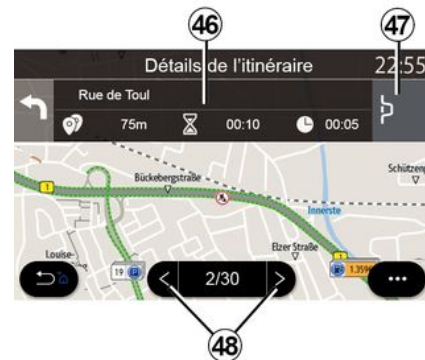 46
47
Détails de l'itinéraire
22:55
Rue de Toul
75m
00:10
00:05
Bückebergstraße
Schützen
1
Innerste
Louise-
Elzer Straße
1
19 P
1.359
< 2/30 >
48